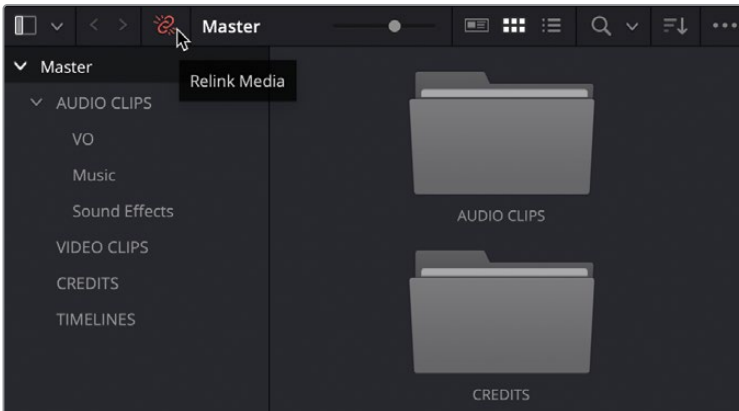 Master
Relink Media
Master
AUDIO CLIPS
VO
Music
Sound Effects
VIDEO CLIPS
CREDITS
TIMELINES
AUDIO CLIPS
CREDITS